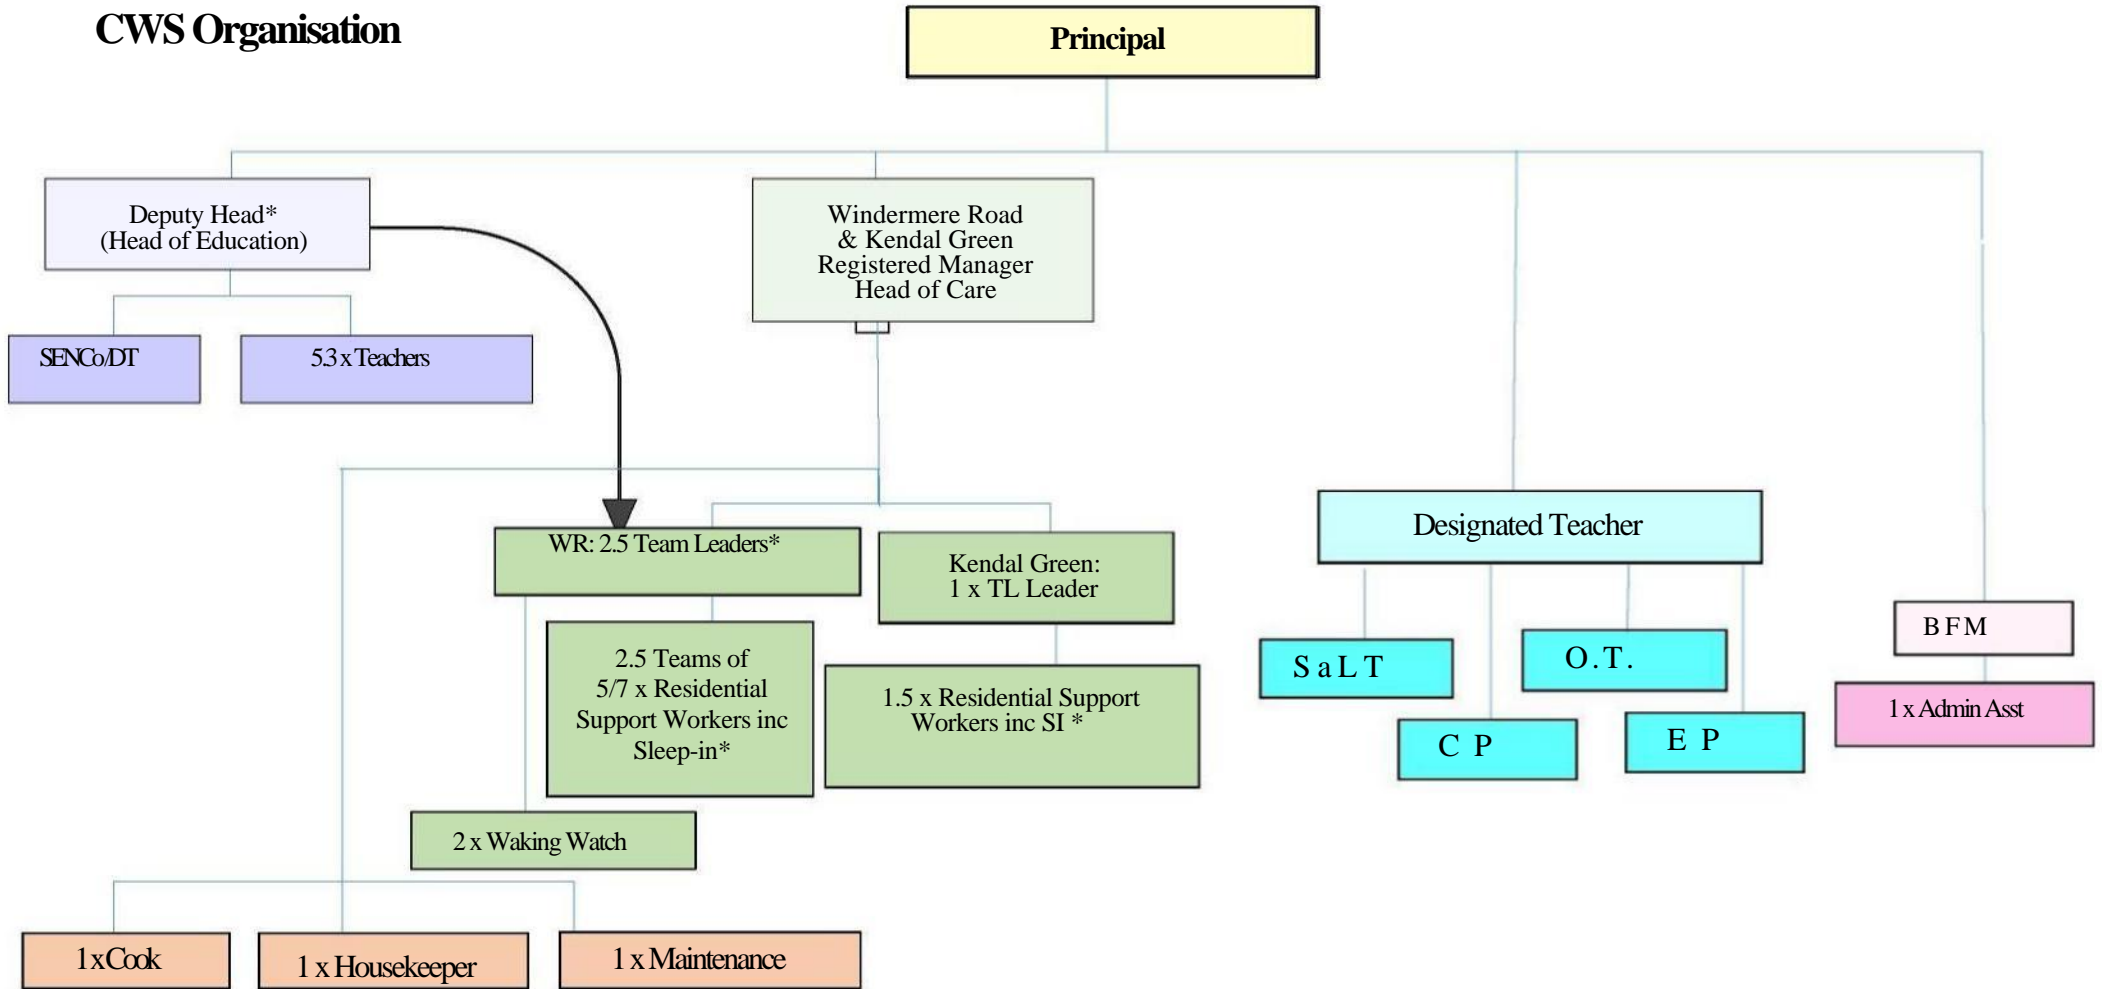 CWS Organisation
Principal
Deputy Head*
(Head of Education)
Windermere Road
& Kendal Green
Registered Manager
Head of Care
SENCo/DT
5.3 x Teachers
WR: 2.5 Team Leaders*
Kendal Green:
1 x TL Leader
Designated Teacher
2.5 Teams of
5/7 x Residential
Support Workers inc
Sleep-in*
1.5 x Residential Support
Workers inc SI *
SaLT
O.T.
C P
E P
BFM
1 x Admin Asst
2 x Waking Watch
1 x Cook
1 x Housekeeper
1 x Maintenance